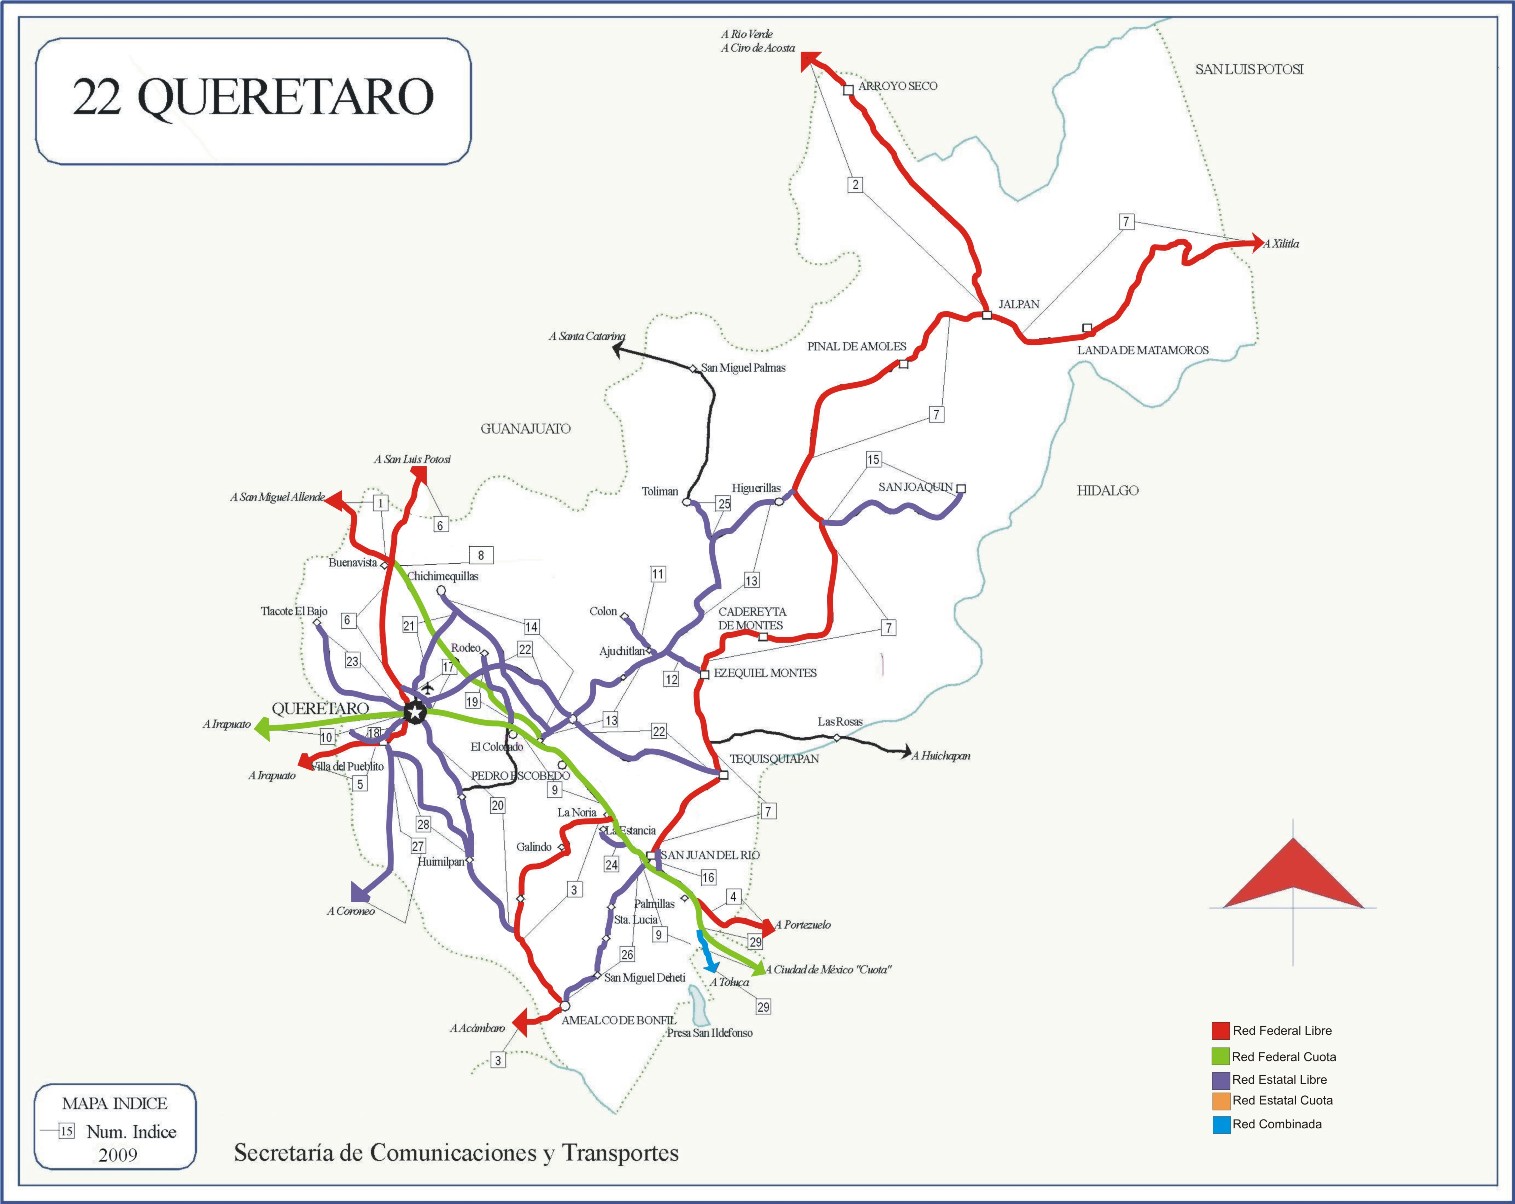 22 QUERETARO
A Rio Verde
A Ciro de Acosta
ARROYO SECO
SAN LUIS POTOSI
2
7
A Xilitla
JALPAN
PINAL DE AMOLES
LANDA DE MATAMOROS
A Santa Catarina
San Miguel Palmas
7
GUANAJUATO
A San Luis Potosi
15
A San Miguel Allende
1
6
Toliman
25
Higuerillas
SAN JOAQUIN
HIDALGO
8
Buenavista
Chichimequillas
11
13
Tlacote El Bajo
6
21
14
Colon
CADEREYTA
DE MONTES
7
23
17
Rodeo
22
Ajuchitlan
12
EZEQUIEL MONTES
QUERETARO
19
13
22
Las Rosas
A Irapuato
10
18
El Colorado
A Huichapan
A Irapuato
Villa del Pueblito
5
PEDRO ESCOBEDO
TEQUISQUIAPAN
9
20
La Noria
7
28
La Estancia
27
Huimilpan
Galindo
24
SAN JUAN DEL RIO
3
16
A Coroneo
Palmillas
4
Sta. Lucia
9
A Portezuelo
29
26
San Miguel Deheti
A Ciudad de México "Cuota"
A Toluca
29
A Acámbaro
AMEALCO DE BONFIL
Presa San Ildefonso
3
Red Federal Libre
Red Federal Cuota
Red Estatal Libre
Red Estatal Cuota
Red Combinada
MAPA INDICE
15 Num. Indice
2009
Secretaría de Comunicaciones y Transportes